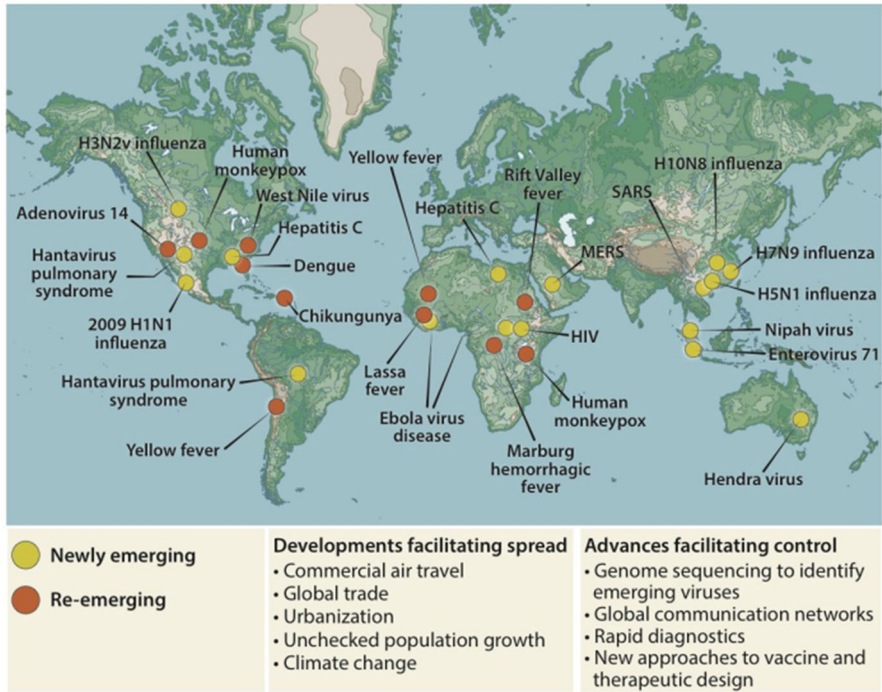 H3N2v influenza
Human
monkeypox
West Nile virus
Adenovirus 14
Hepatitis C
Hantavirus
pulmonary
syndrome
Dengue
2009 H1N1
influenza
Chikungunya
Hantavirus pulmonary
syndrome
Yellow fever
Yellow fever
Hepatitis C
Rift Valley
fever
MERS
Lassa
fever
Ebola virus
disease
HIV
Human
monkeypox
Marburg
hemorrhagic
fever
SARS
H10N8 influenza
H7N9 influenza
H5N1 influenza
Nipah virus
Enterovirus 71
Hendra virus
Newly emerging
Re-emerging
Developments facilitating spread
• Commercial air travel
• Global trade
• Urbanization
• Unchecked population growth
• Climate change
Advances facilitating control
• Genome sequencing to identify
emerging viruses
• Global communication networks
• Rapid diagnostics
• New approaches to vaccine and
therapeutic design